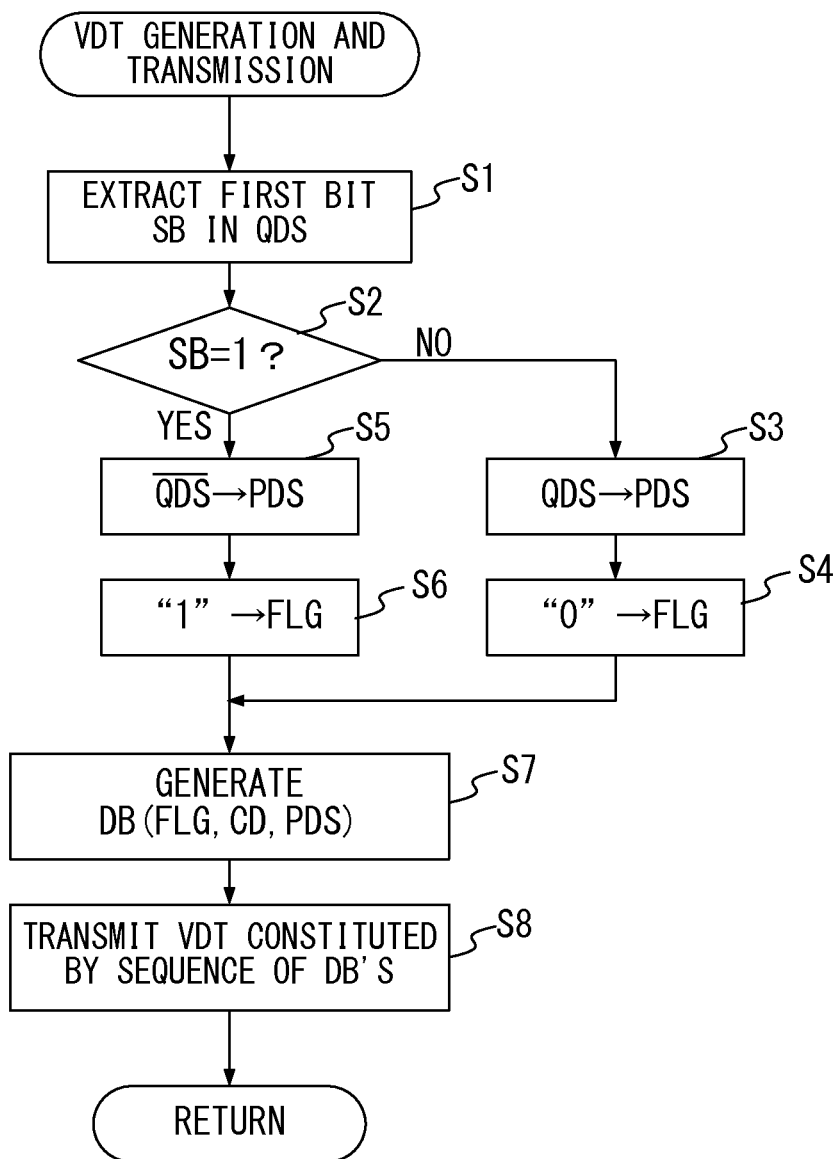 VDT GENERATION AND
TRANSMISSION
EXTRACT FIRST BIT
SB IN QDS
S1
SB=1?
S2
NO
YES
Q̅D̅S̅→PDS
S5
QDS→PDS
S3
“1” →FLG
S6
“0” →FLG
S4
GENERATE
DB(FLG, CD, PDS)
S7
TRANSMIT VDT CONSTITUTED
BY SEQUENCE OF DB'S
S8
RETURN